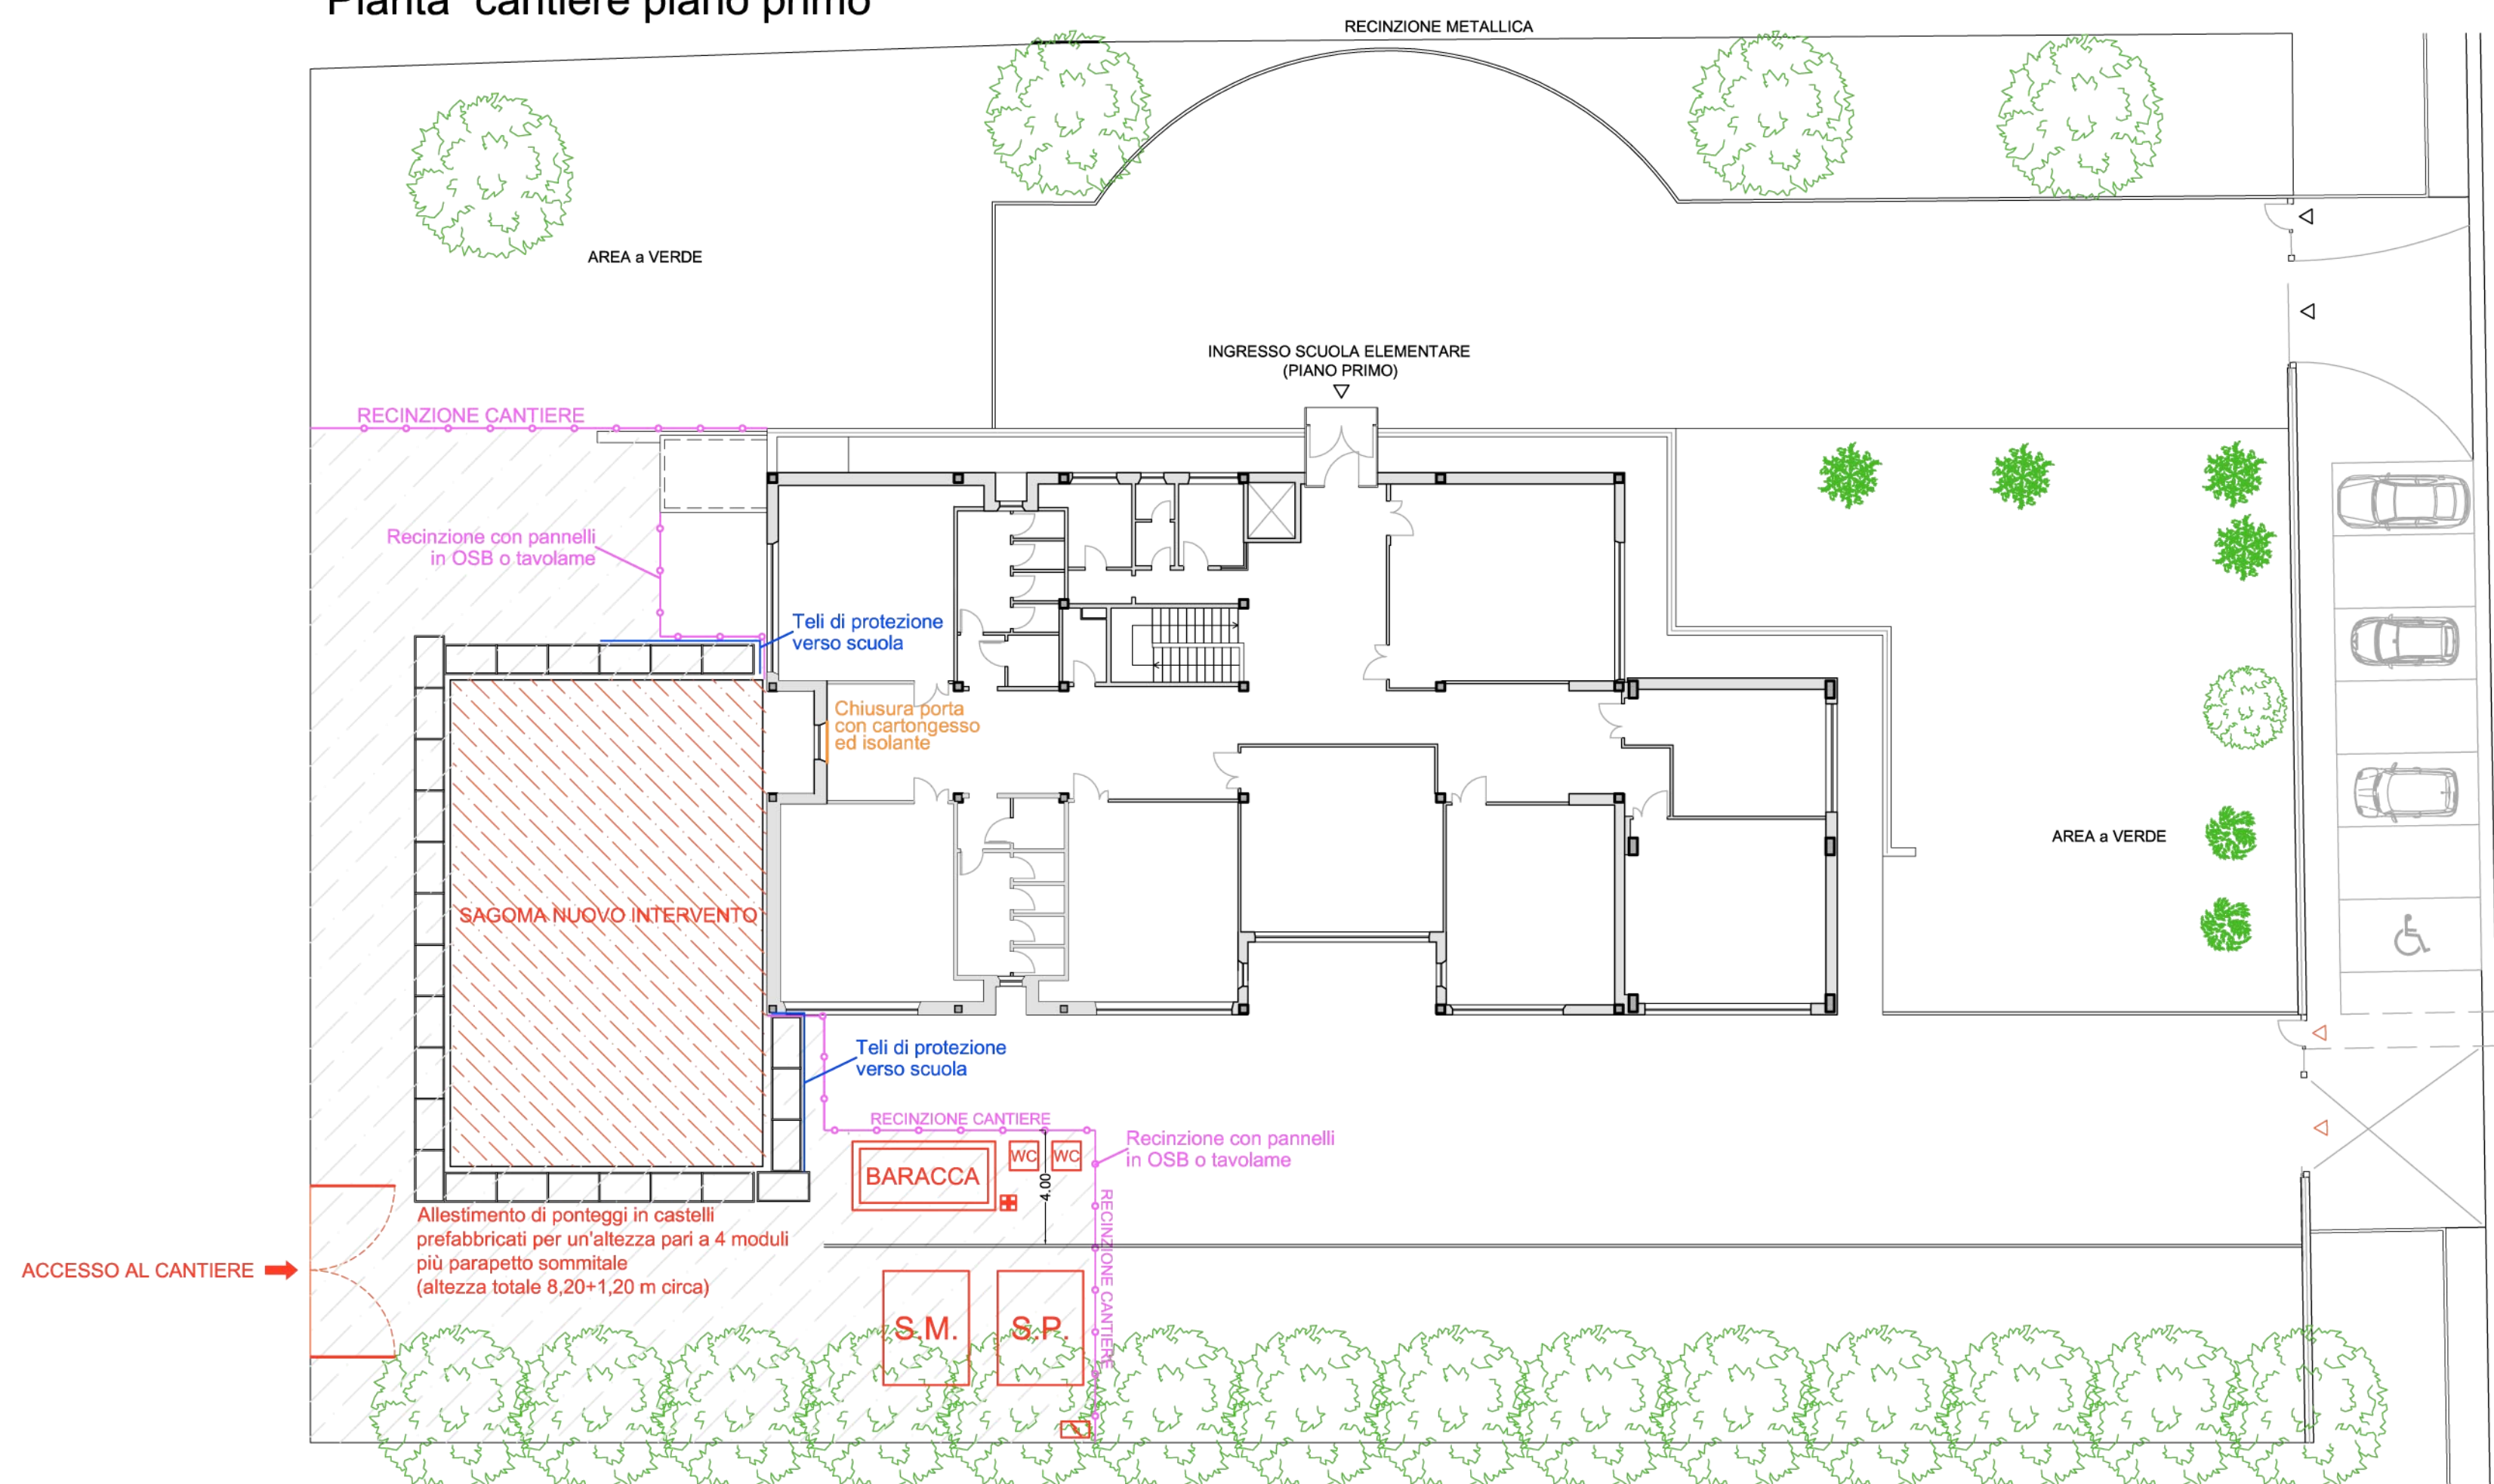 Pianta cantiere piano primo
RECINZIONE METALLICA
AREA a VERDE
INGRESSO SCUOLA ELEMENTARE
(PIANO PRIMO)
RECINZIONE CANTIERE
Recinzione con pannelli
in OSB o tavolame
Teli di protezione
verso scuola
Chiusura porta
con cartongesso
ed isolante
AREA a VERDE
SAGOMA NUOVO INTERVENTO
Teli di protezione
verso scuola
RECINZIONE CANTIERE
Recinzione con pannelli
in OSB o tavolame
WC
WC
BARACCA
4.00
RECINZIONE CANTIERE
Allestimento di ponteggi in castelli
prefabbricati per un'altezza pari a 4 moduli
più parapetto sommitale
(altezza totale 8,20+1,20 m circa)
ACCESSO AL CANTIERE
S.M.
S.P.